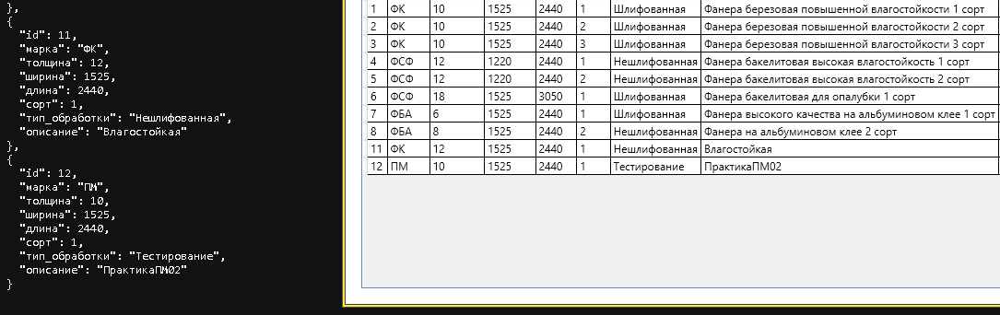 },
{
"id": 11,
"марка": "ФК",
"толщина": 12,
"ширина": 1525,
"длина": 2440,
"сорт": 1,
"тип_обработки": "Нешлифованная",
"описание": "Влагостойкая"
},
{
"id": 12,
"марка": "ПМ",
"толщина": 10,
"ширина": 1525,
"длина": 2440,
"сорт": 1,
"тип_обработки": "Тестирование",
"описание": "ПрактикаПМ02"
}
1 ФК 10 1525 2440 1 Шлифованная Фанера березовая повышенной влагостойкости 1 сорт
2 ФК 10 1525 2440 2 Шлифованная Фанера березовая повышенной влагостойкости 2 сорт
3 ФК 10 1525 2440 3 Шлифованная Фанера березовая повышенной влагостойкости 3 сорт
4 ФСФ 12 1220 2440 1 Нешлифованная Фанера бакелитовая высокая влагостойкость 1 сорт
5 ФСФ 12 1220 2440 2 Нешлифованная Фанера бакелитовая высокая влагостойкость 2 сорт
6 ФСФ 18 1525 3050 1 Шлифованная Фанера бакелитовая для опалубки 1 сорт
7 ФБА 6 1525 2440 1 Шлифованная Фанера высокого качества на альбуминовом клее 1 сорт
8 ФБА 8 1525 2440 2 Нешлифованная Фанера на альбуминовом клее 2 сорт
11 ФК 12 1525 2440 1 Нешлифованная Влагостойкая
12 ПМ 10 1525 2440 1 Тестирование ПрактикаПМ02